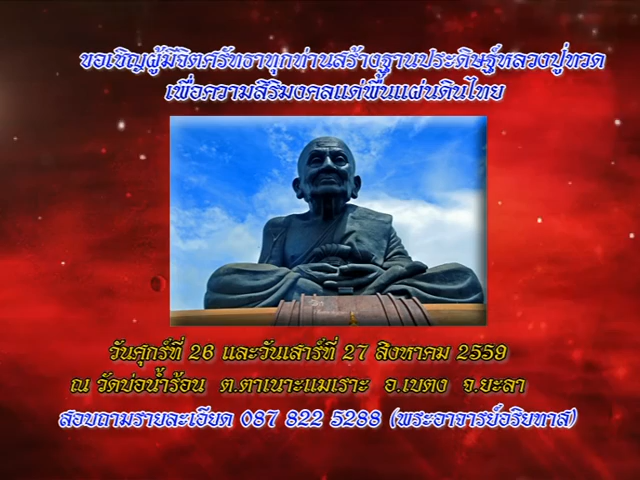 ขอเชิญผู้มีจิตศรัทธาทุกท่านสร้างฐานประดิษฐ์หลวงปู่ทวด
เพื่อความสิริมงคลแด่พื้นแผ่นดินไทย
วันศุกร์ที่ 26 และวันเสาร์ที่ 27 สิงหาคม 2559
ณ วัดบ่อน้ำร้อน ต.ตาเนาะแมเราะ อ.เบตง จ.ยะลา
สอบถามรายละเอียด 087 822 5288 (พระอาจารย์อริยทาส)